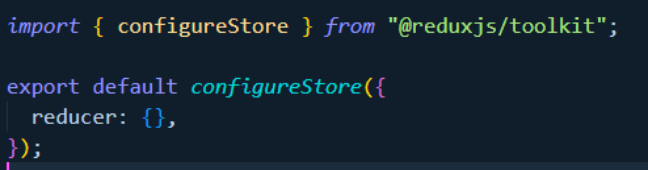 import { configureStore } from "@reduxjs/toolkit";
export default configureStore({
reducer: {},
});